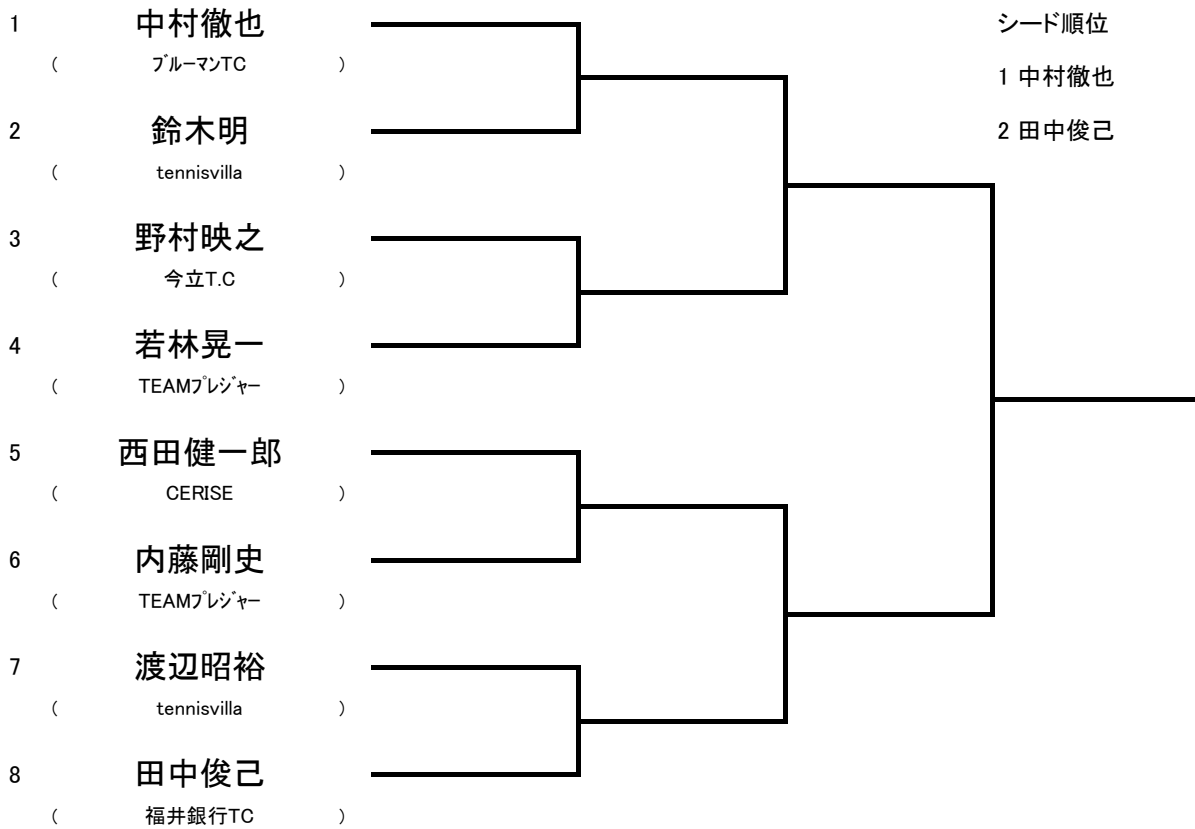 1 中村徹也
( ﾌﾞﾙｰﾏﾝTC )
2 鈴木明
( tennisvilla )
3 野村映之
( 今立T.C )
4 若林晃一
( TEAMﾌﾟﾚｼﾞｬｰ )
5 西田健一郎
( CERISE )
6 内藤剛史
( TEAMﾌﾟﾚｼﾞｬｰ )
7 渡辺昭裕
( tennisvilla )
8 田中俊己
( 福井銀行TC )
シード順位
1 中村徹也
2 田中俊己